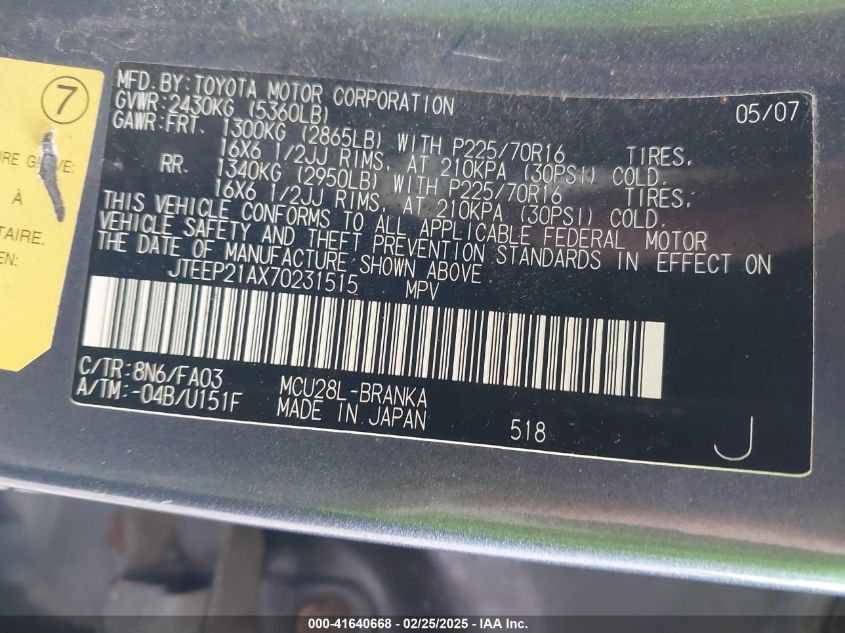 7
URE GRAVE:
À
TAIRE.
EN
MFD. BY: TOYOTA MOTOR CORPORATION 05/07
GVWR: 2430KG (5360LB)
GAWR: FRT. 1300KG (2865LB) WITH P225/70R16 TIRES,
16X6 1/2JJ RIMS, AT 210KPA (30PSI) COLD,
RR. 1340KG (2950LB) WITH P225/70R16 TIRES,
16X6 1/2JJ RIMS, AT 210KPA (30PSI) COLD,
THIS VEHICLE CONFORMS TO ALL APPLICABLE FEDERAL MOTOR
VEHICLE SAFETY AND THEFT PREVENTION STANDARDS IN EFFECT ON
THE DATE OF MANUFACTURE SHOWN ABOVE.
JTEEP21AX70231515 MPV
C/TR: 8N6/FA03 MCU28L-BRANKA
A/TM: -04B/U151F MADE IN JAPAN
518 J
000-41640668 - 02/25/2025 - IAA Inc.